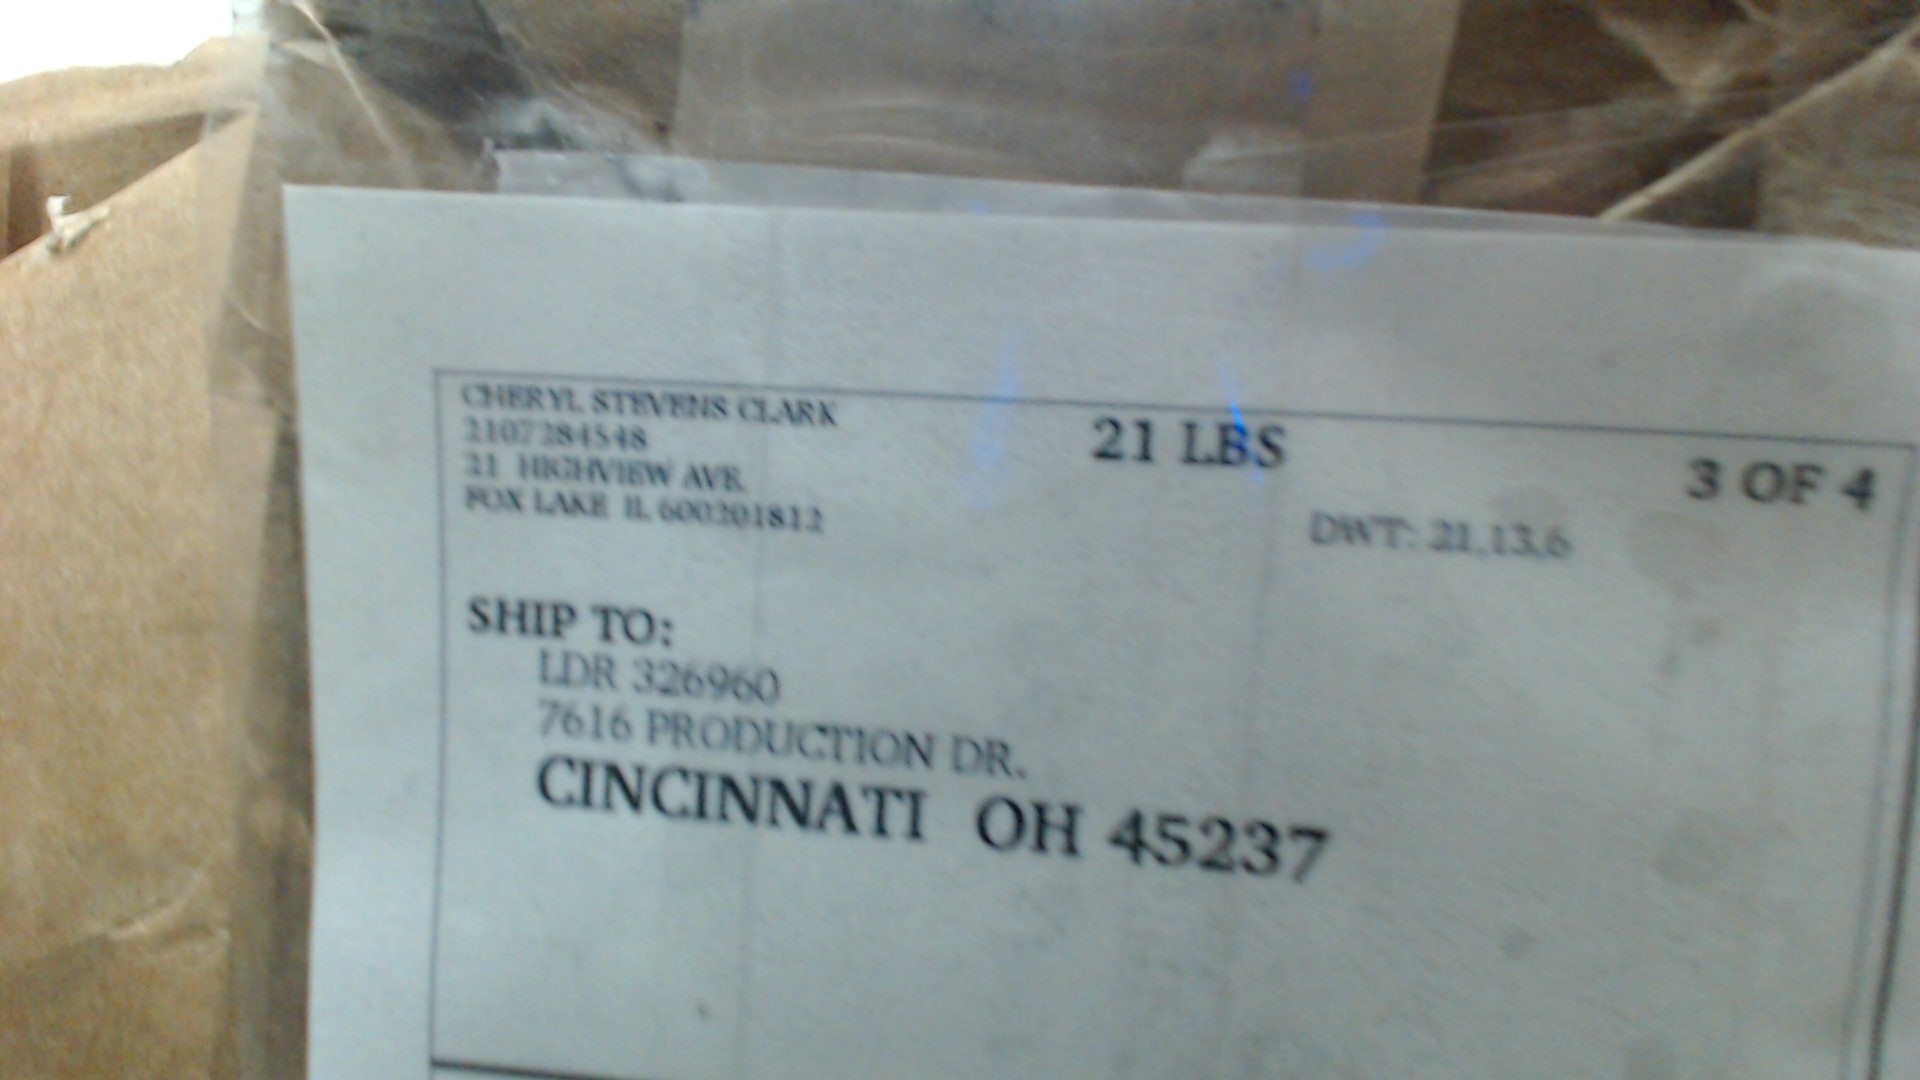 CHERYL STEVENS CLARK
2107284548
21 HIGHVIEW AVE.
FOX LAKE IL 600201812
21 LBS
3 OF 4
DWT: 21,13,6
SHIP TO:
LDR 326960
7616 PRODUCTION DR.
CINCINNATI OH 45237